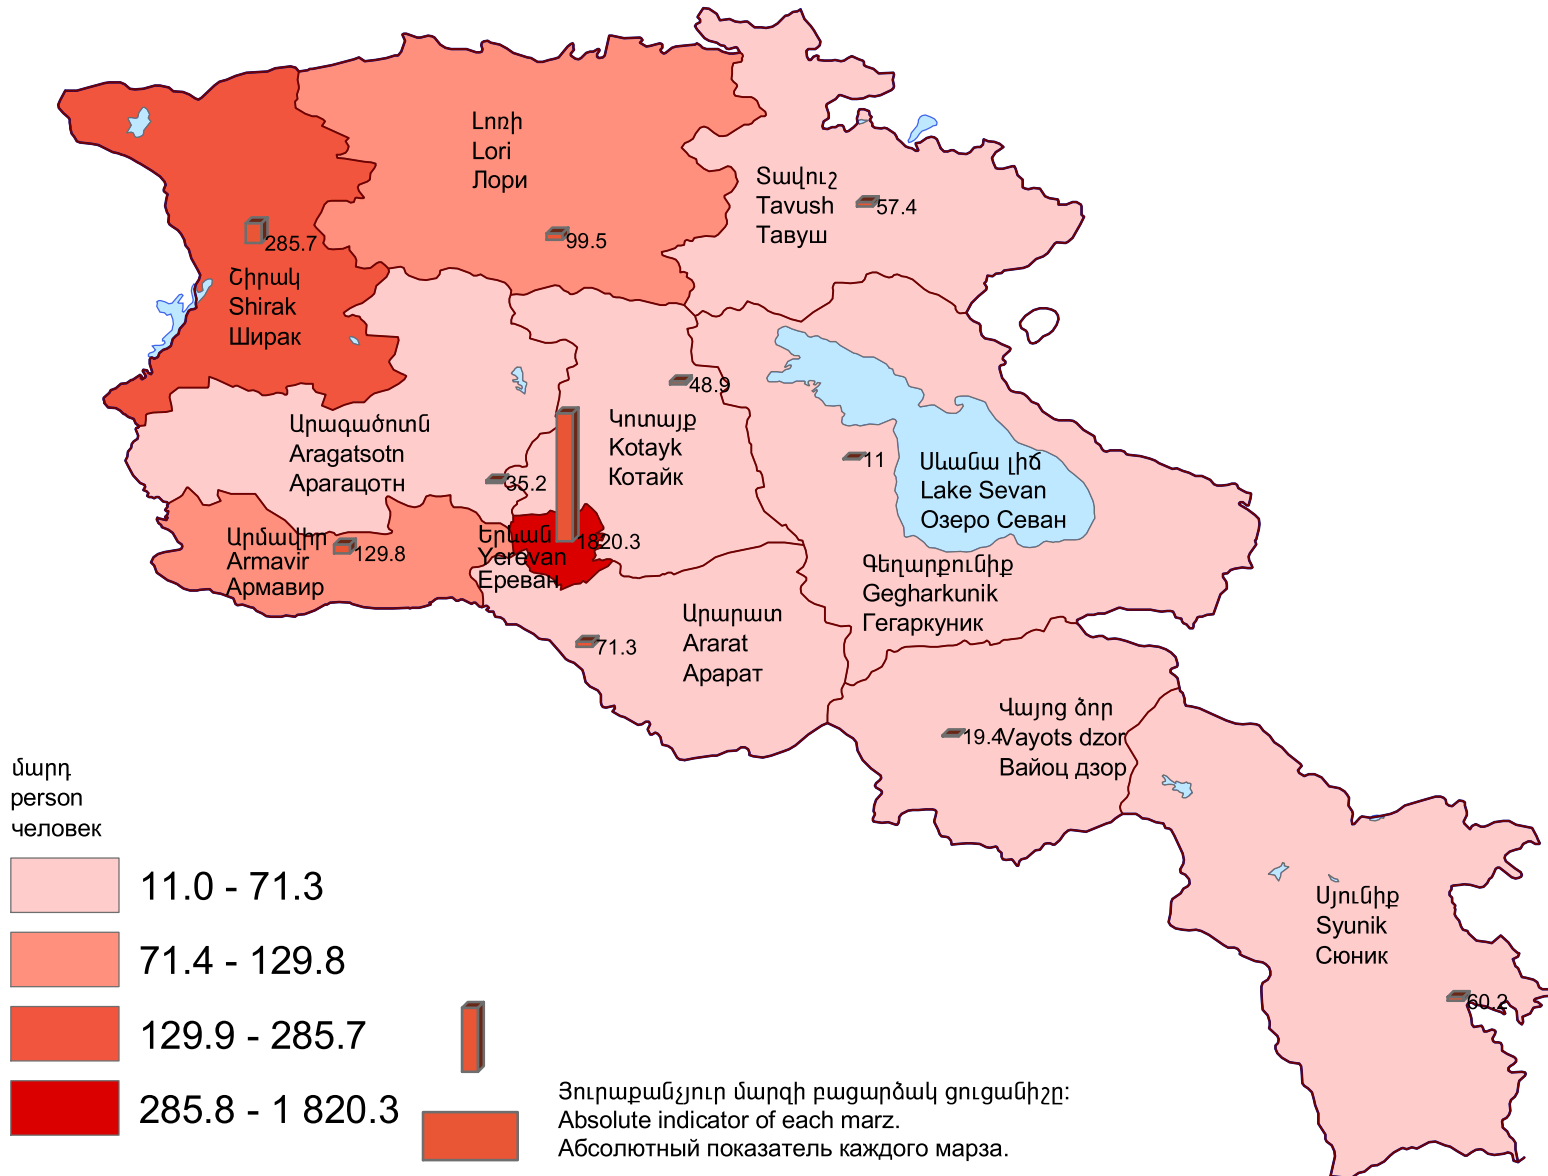 Լոռի
Lori
Лори
99.5
Տավուշ
Tavush
Тавуш
57.4
285.7
Շիրակ
Shirak
Ширак
48.9
Կոտայք
Kotayk
Котайк
Արագածոտն
Aragatsotn
Арагацотн
35.2
11
Սևանա լիճ
Lake Sevan
Озеро Севан
Արմավիր
Armavir
Армавир
129.8
Երևան
Yerevan
Ереван
1820.3
Գեղարքունիք
Gegharkunik
Гегаркуник
Արարատ
Ararat
Арарат
71.3
Վայոց ձոր
Vayots dzor
Вайоц дзор
19.4
Սյունիք
Syunik
Сюник
60.2
մարդ
person
человек
11.0 - 71.3
71.4 - 129.8
129.9 - 285.7
285.8 - 1 820.3
Յուրաքանչյուր մարզի բացարձակ ցուցանիշը:
Absolute indicator of each marz.
Абсолютный показатель каждого марза.